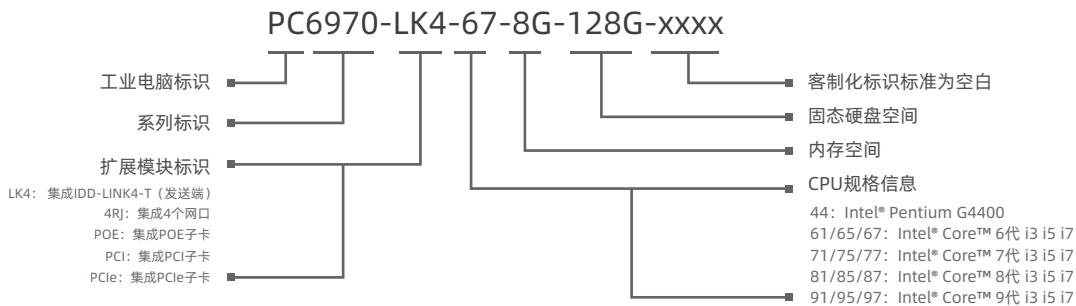 PC6970-LK4-67-8G-128G-xxxx
工业电脑标识
系列标识
扩展模块标识
LK4：集成IDD-LINK4-T（发送端）
4RJ：集成4个网口
POE：集成POE子卡
PCI：集成PCI子卡
PCIe：集成PCIe子卡
客制化标识标准为空白
固态硬盘空间
内存空间
CPU规格信息
44：Intel® Pentium G4400
61/65/67：Intel® Core™ 6代 i3 i5 i7
71/75/77：Intel® Core™ 7代 i3 i5 i7
81/85/87：Intel® Core™ 8代 i3 i5 i7
91/95/97：Intel® Core™ 9代 i3 i5 i7